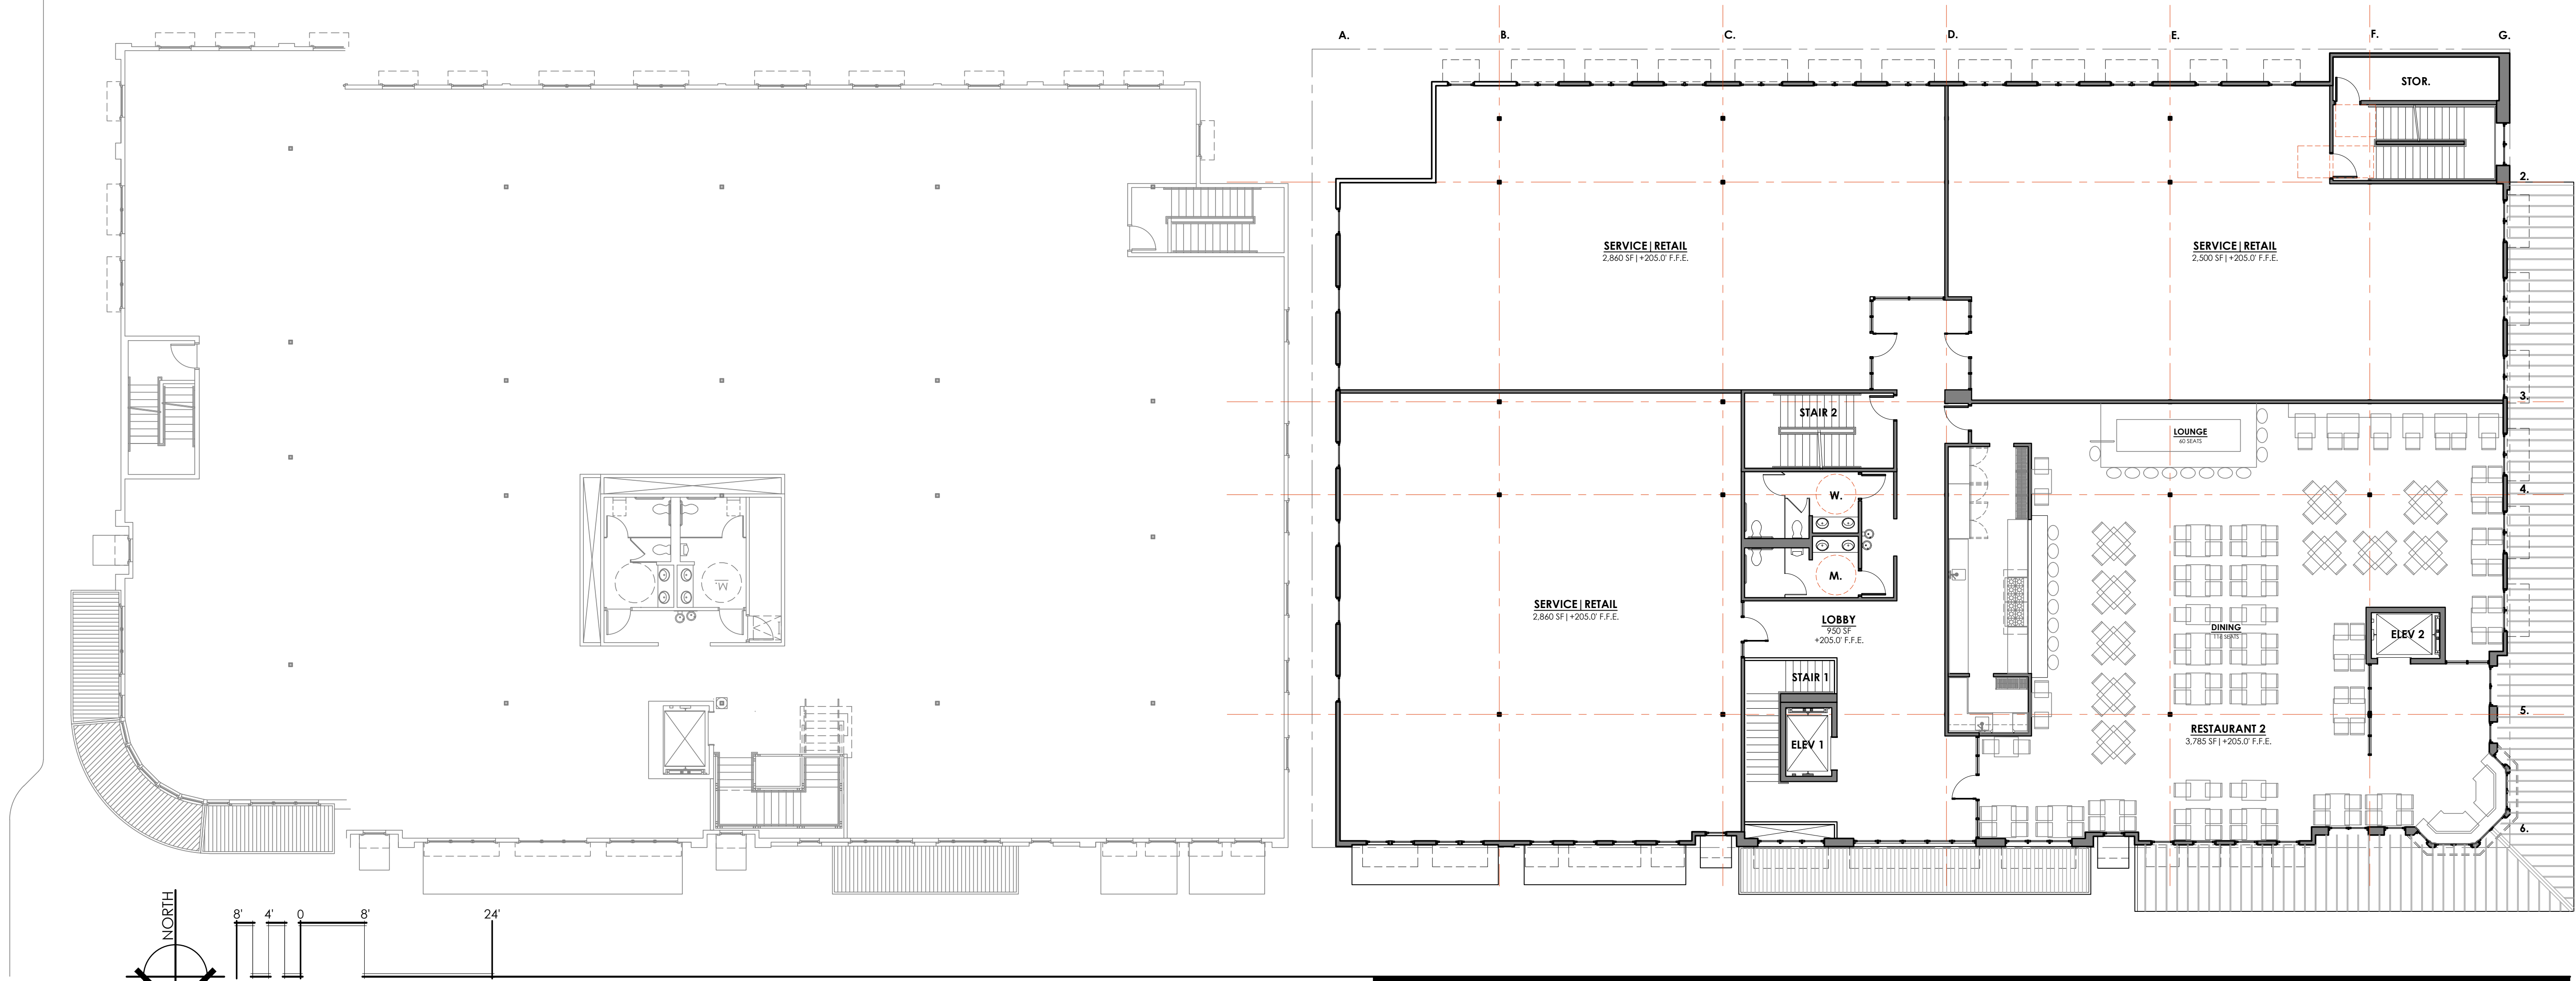 A.
B.
C.
D.
E.
F.
G.
STOR.
2.
SERVICE | RETAIL
2,860 SF | +205.0' F.F.E.
SERVICE | RETAIL
2,500 SF | +205.0' F.F.E.
3.
STAIR 2
LOUNGE
60 SEATS
4.
W.
M.
M.
SERVICE | RETAIL
2,860 SF | +205.0' F.F.E.
LOBBY
950 SF
+205.0' F.F.E.
DINING
ELEV 2
STAIR 1
5.
RESTAURANT 2
3,785 SF | +205.0' F.F.E.
ELEV 1
6.
NORTH
8'
4'
0
8'
24'